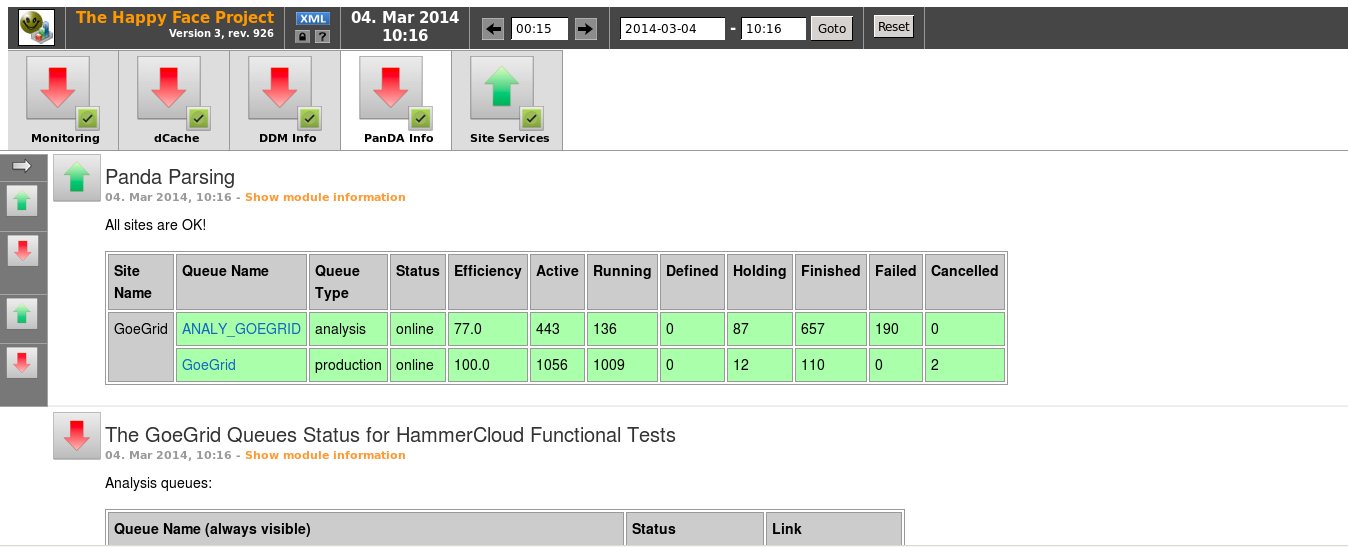 The Happy Face Project
Version 3, rev. 926
XML
?
04. Mar 2014
10:16
00:15
2014-03-04 - 10:16 Goto
Reset
Monitoring dCache DDM Info PanDA Info Site Services
Panda Parsing
04. Mar 2014, 10:16 - Show module information
All sites are OK!
Site Name Queue Name Queue Type Status Efficiency Active Running Defined Holding Finished Failed Cancelled
GoeGrid ANALY_GOEGRID analysis online 77.0 443 136 0 87 657 190 0
GoeGrid production online 100.0 1056 1009 0 12 110 0 2
The GoeGrid Queues Status for HammerCloud Functional Tests
04. Mar 2014, 10:16 - Show module information
Analysis queues:
Queue Name (always visible) Status Link